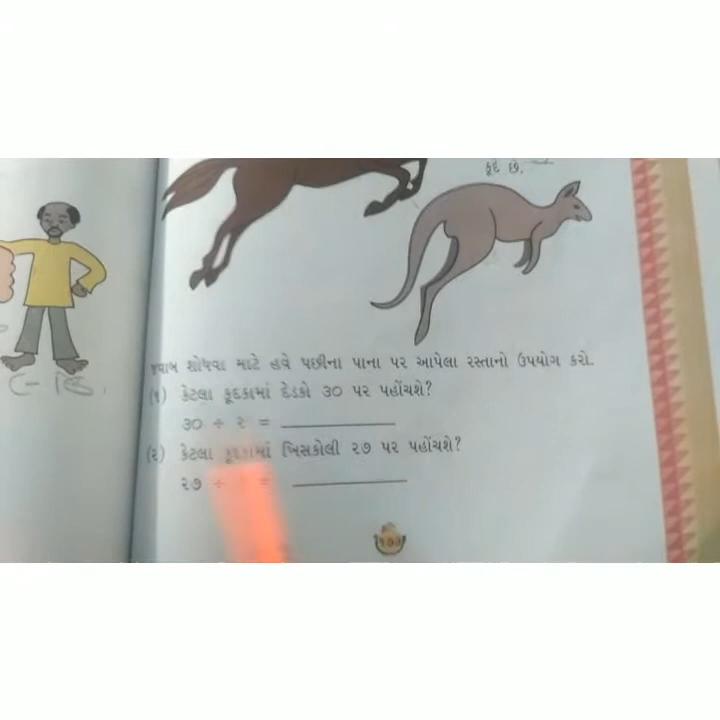 કૂદે છે.
જવાબ શોધવા માટે હવે પછીના પાના પર આપેલા રસ્તાનો ઉપયોગ કરો.
(૧) કેટલા કૂદકામાં દેડકો ૩૦ પર પહોંચશે?
૩૦ ÷ ૨ =
(૨) કેટલા કૂદકામાં ખિસકોલી ૨૭ પર પહોંચશે?
૨૭ ÷ =